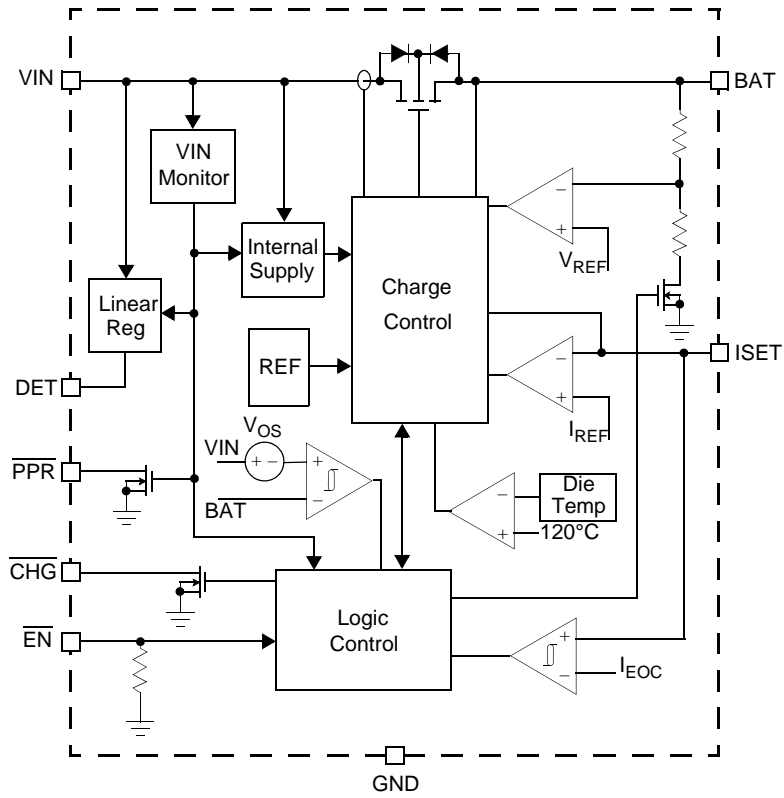 VIN
BAT
VIN
Monitor
Internal
Supply
Charge
Control
− +
VREF
Linear
Reg
DET
REF
ISET
− +
IREF
VOS
VIN
+ −
+ −
BAT
PPR
Die
Temp
− +
120°C
CHG
Logic
Control
EN
+ −
IEOC
GND